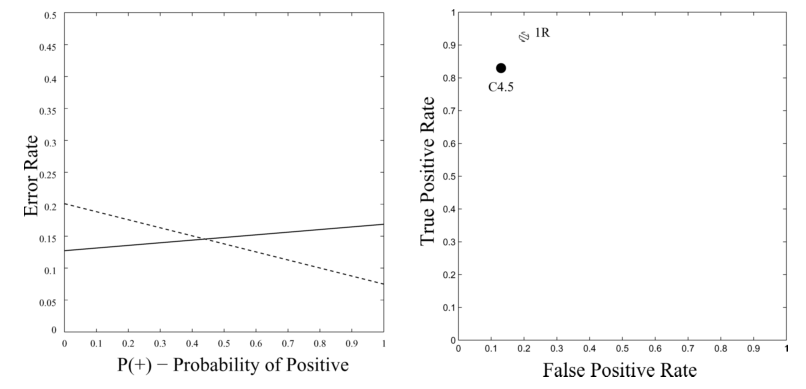 0.5
0.45
0.4
0.35
0.3
0.25
0.2
0.15
0.1
0.05
0
Error Rate
0 0.1 0.2 0.3 0.4 0.5 0.6 0.7 0.8 0.9 1
P(+) − Probability of Positive
1
0.9
0.8
0.7
0.6
0.5
0.4
0.3
0.2
0.1
0
True Positive Rate
1R
C4.5
0 0.1 0.2 0.3 0.4 0.5 0.6 0.7 0.8 0.9 1
False Positive Rate